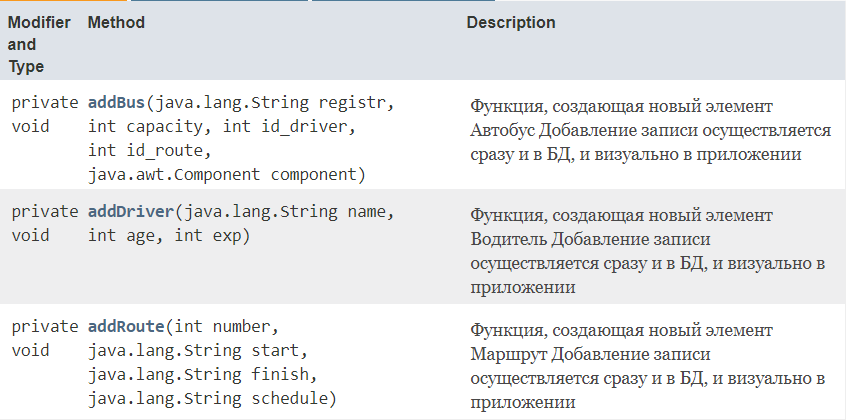 Modifier and Type
Method
Description
private void
addBus(java.lang.String registr,
int capacity, int id_driver,
int id_route,
java.awt.Component component)
Функция, создающая новый элемент
Автобус Добавление записи осуществляется
сразу и в БД, и визуально в приложении
private void
addDriver(java.lang.String name,
int age, int exp)
Функция, создающая новый элемент
Водитель Добавление записи
осуществляется сразу и в БД, и визуально в
приложении
private void
addRoute(int number,
java.lang.String start,
java.lang.String finish,
java.lang.String schedule)
Функция, создающая новый элемент
Маршрут Добавление записи
осуществляется сразу и в БД, и визуально в
приложении